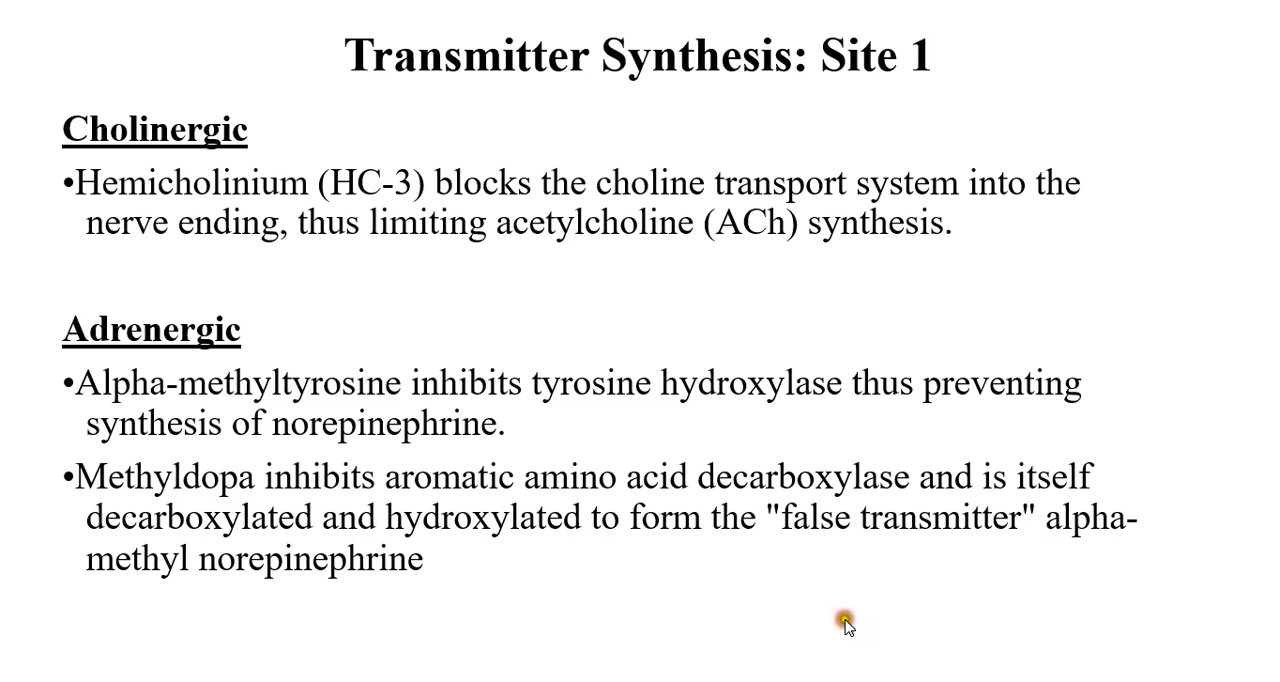 Transmitter Synthesis: Site 1
Cholinergic
•Hemicholinium (HC-3) blocks the choline transport system into the
nerve ending, thus limiting acetylcholine (ACh) synthesis.
Adrenergic
•Alpha-methyltyrosine inhibits tyrosine hydroxylase thus preventing
synthesis of norepinephrine.
•Methyldopa inhibits aromatic amino acid decarboxylase and is itself
decarboxylated and hydroxylated to form the "false transmitter" alpha-
methyl norepinephrine